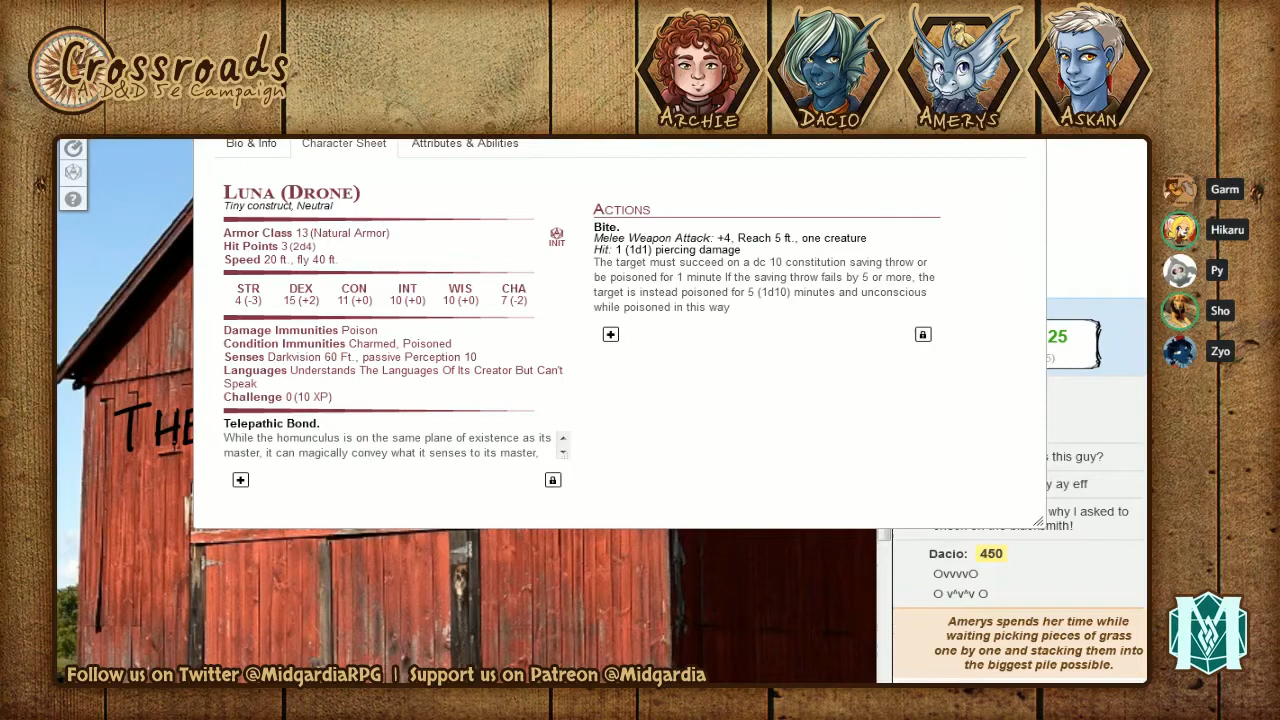 Crossroads
A D&D 5e Campaign
Archie
Dacio
Amerys
Askan
Bio & Info
Character Sheet
Attributes & Abilities
Luna (Drone)
Tiny construct, Neutral
Armor Class 13 (Natural Armor)
Hit Points 3 (2d4)
Speed 20 ft., fly 40 ft.
INIT
STR DEX CON INT WIS CHA
4 (-3) 15 (+2) 11 (+0) 10 (+0) 10 (+0) 7 (-2)
Damage Immunities Poison
Condition Immunities Charmed, Poisoned
Senses Darkvision 60 Ft., passive Perception 10
Languages Understands The Languages Of Its Creator But Can't
Speak
Challenge 0 (10 XP)
Telepathic Bond.
While the homunculus is on the same plane of existence as its
master, it can magically convey what it senses to its master,
Actions
Bite.
Melee Weapon Attack: +4, Reach 5 ft., one creature
Hit: 1 (1d1) piercing damage
The target must succeed on a dc 10 constitution saving throw or
be poisoned for 1 minute If the saving throw fails by 5 or more, the
target is instead poisoned for 5 (1d10) minutes and unconscious
while poisoned in this way
The
25
5)
s this guy?
y ay eff
why I asked to
Dacio: 450
OvvvvO
O v^v^v O
Amerys spends her time while
waiting picking pieces of grass
one by one and stacking them into
the biggest pile possible.
Garm
Hikaru
Py
Sho
Zyo
M
Follow us on Twitter @MidgardiaRPG | Support us on Patreon @Midgardia